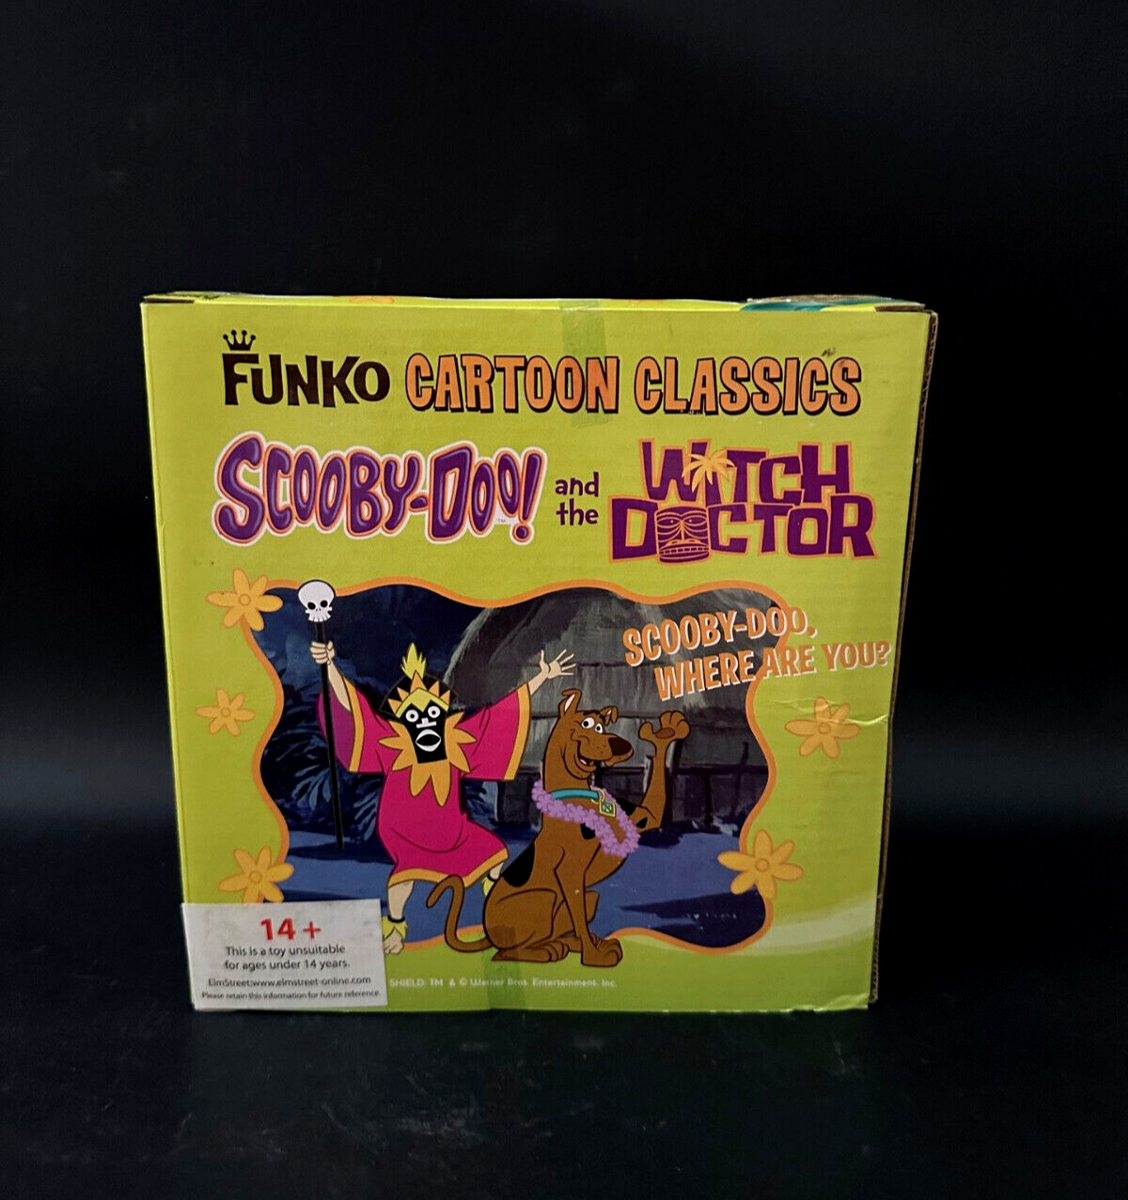 FUNKO CARTOON CLASSICS
SCOOBY-DOO! and the WITCH DOCTOR
TM
SCOOBY-DOO,
WHERE ARE YOU?
14+
This is a toy unsuitable
for ages under 14 years.
ElmStreet:www.elmstreet-online.com
Please retain this information for future reference.
SHIELD: TM & © Warner Bros. Entertainment. Inc.